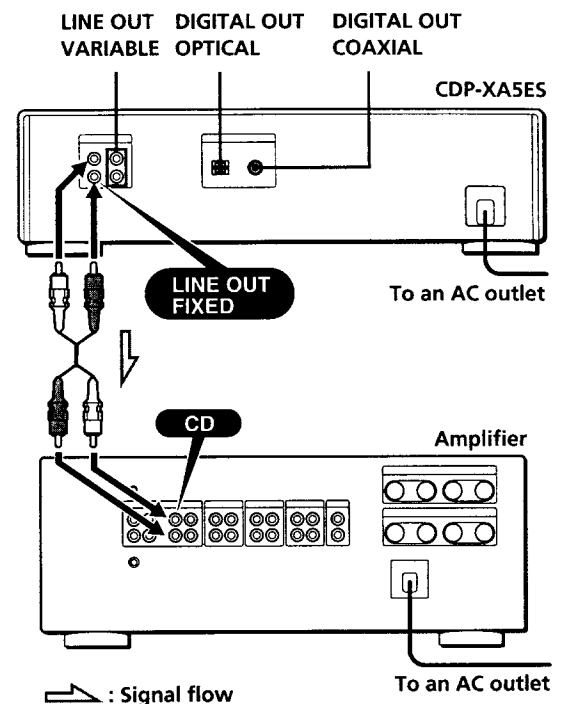 LINE OUT DIGITAL OUT DIGITAL OUT
VARIABLE OPTICAL COAXIAL
CDP-XA5ES
LINE OUT
FIXED
To an AC outlet
CD
Amplifier
To an AC outlet
: Signal flow